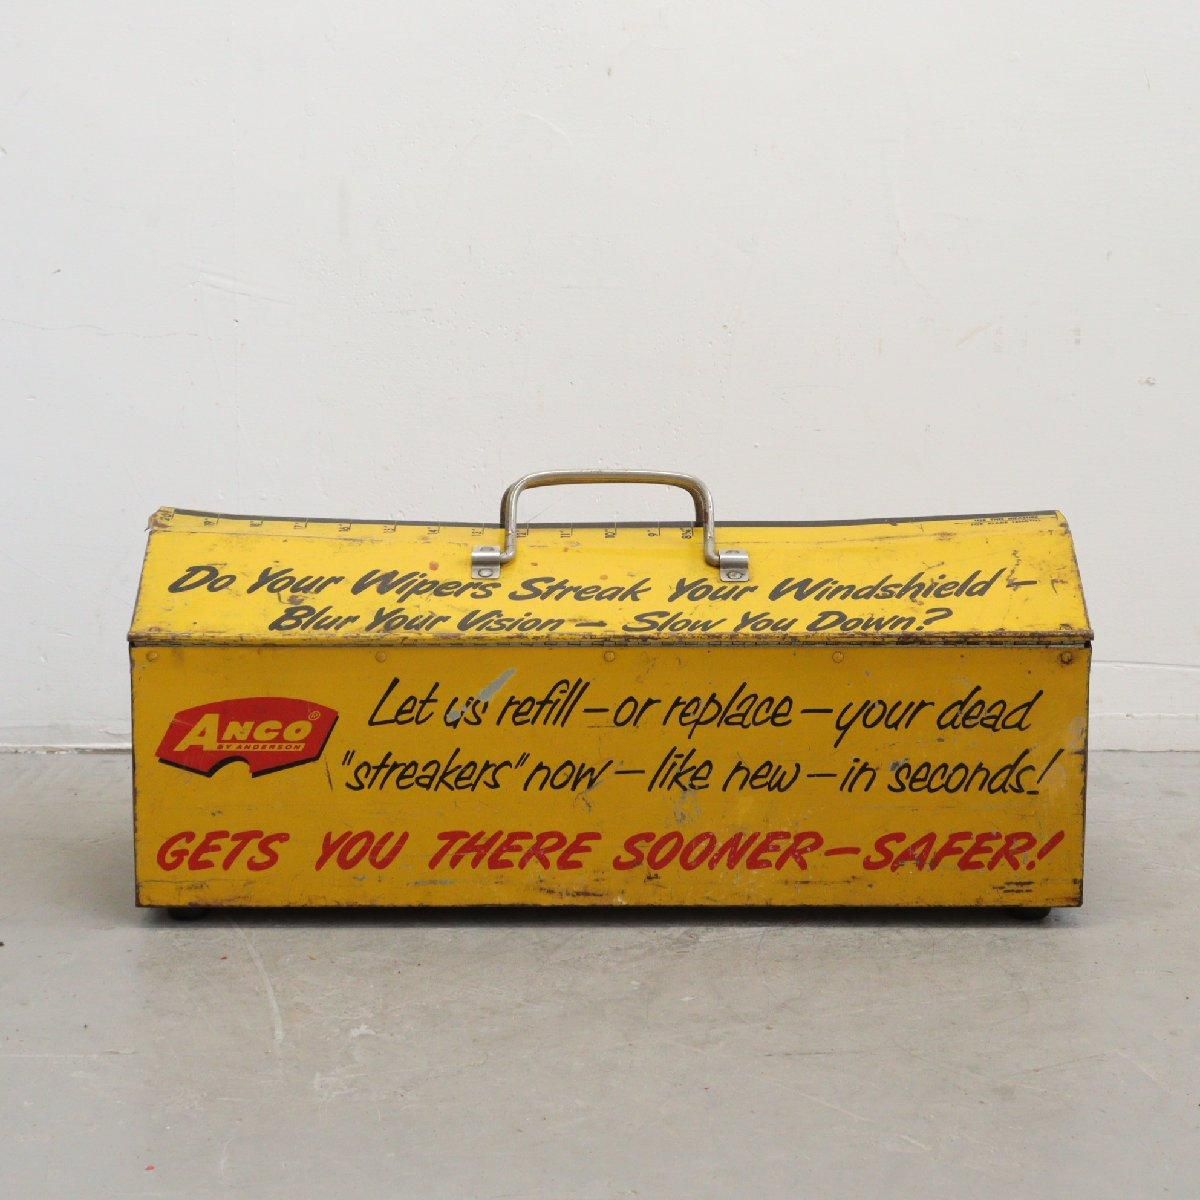 Do Your Wipers Streak Your Windshield –
Blur Your Vision – Slow You Down?
ANCO®
BY ANDERSON
Let us refill – or replace – your dead
"streakers" now – like new – in seconds!
GETS YOU THERE SOONER – SAFER!